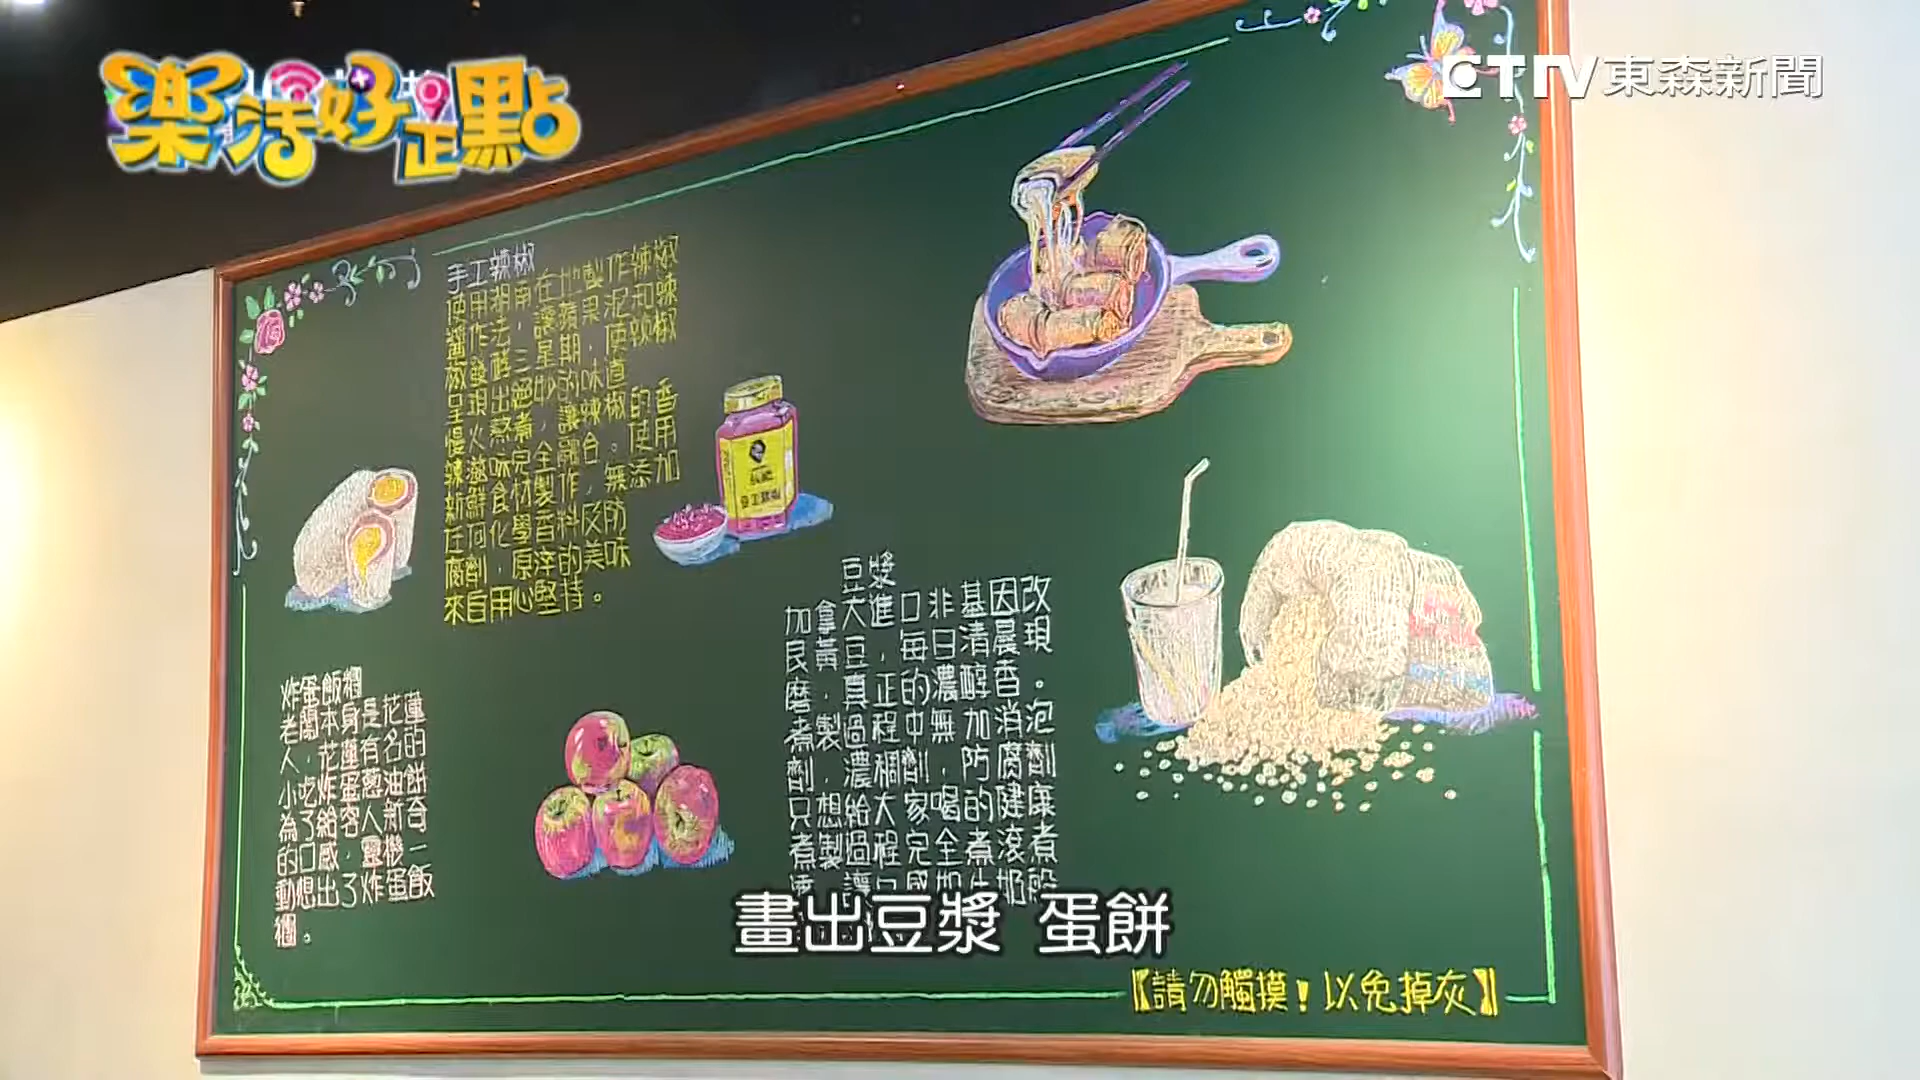 樂活好正點
CTTV東森新聞
手工辣椒
使用湖南在地製作辣椒
醬作法，讓蘋果泥和辣
椒發酵三星期，使辣椒
呈現出絕妙的味道
慢火熬煮，讓辣椒的香
辣滋味完全融合。使用
新鮮食材製作，無添加
任何化學香料及防
腐劑，原滓的美味
來自用心堅持。
豆漿
加拿大進口非基因改
良黃豆，每日清晨現
磨，真正的濃醇香。
煮製過程中無加消泡
劑，濃稠劑，防腐劑
只想給大家喝的健康
煮製過程完全煮滾煮
讓口感如牛奶般
炸蛋飯糰
老闆本身是花蓮
人，花蓮有名的
小吃炸蛋蔥油餅
為了給客人新奇
的口感，靈機一
動想出了炸蛋飯
糰。
畫出豆漿 蛋餅
【請勿觸摸！以免掉灰】